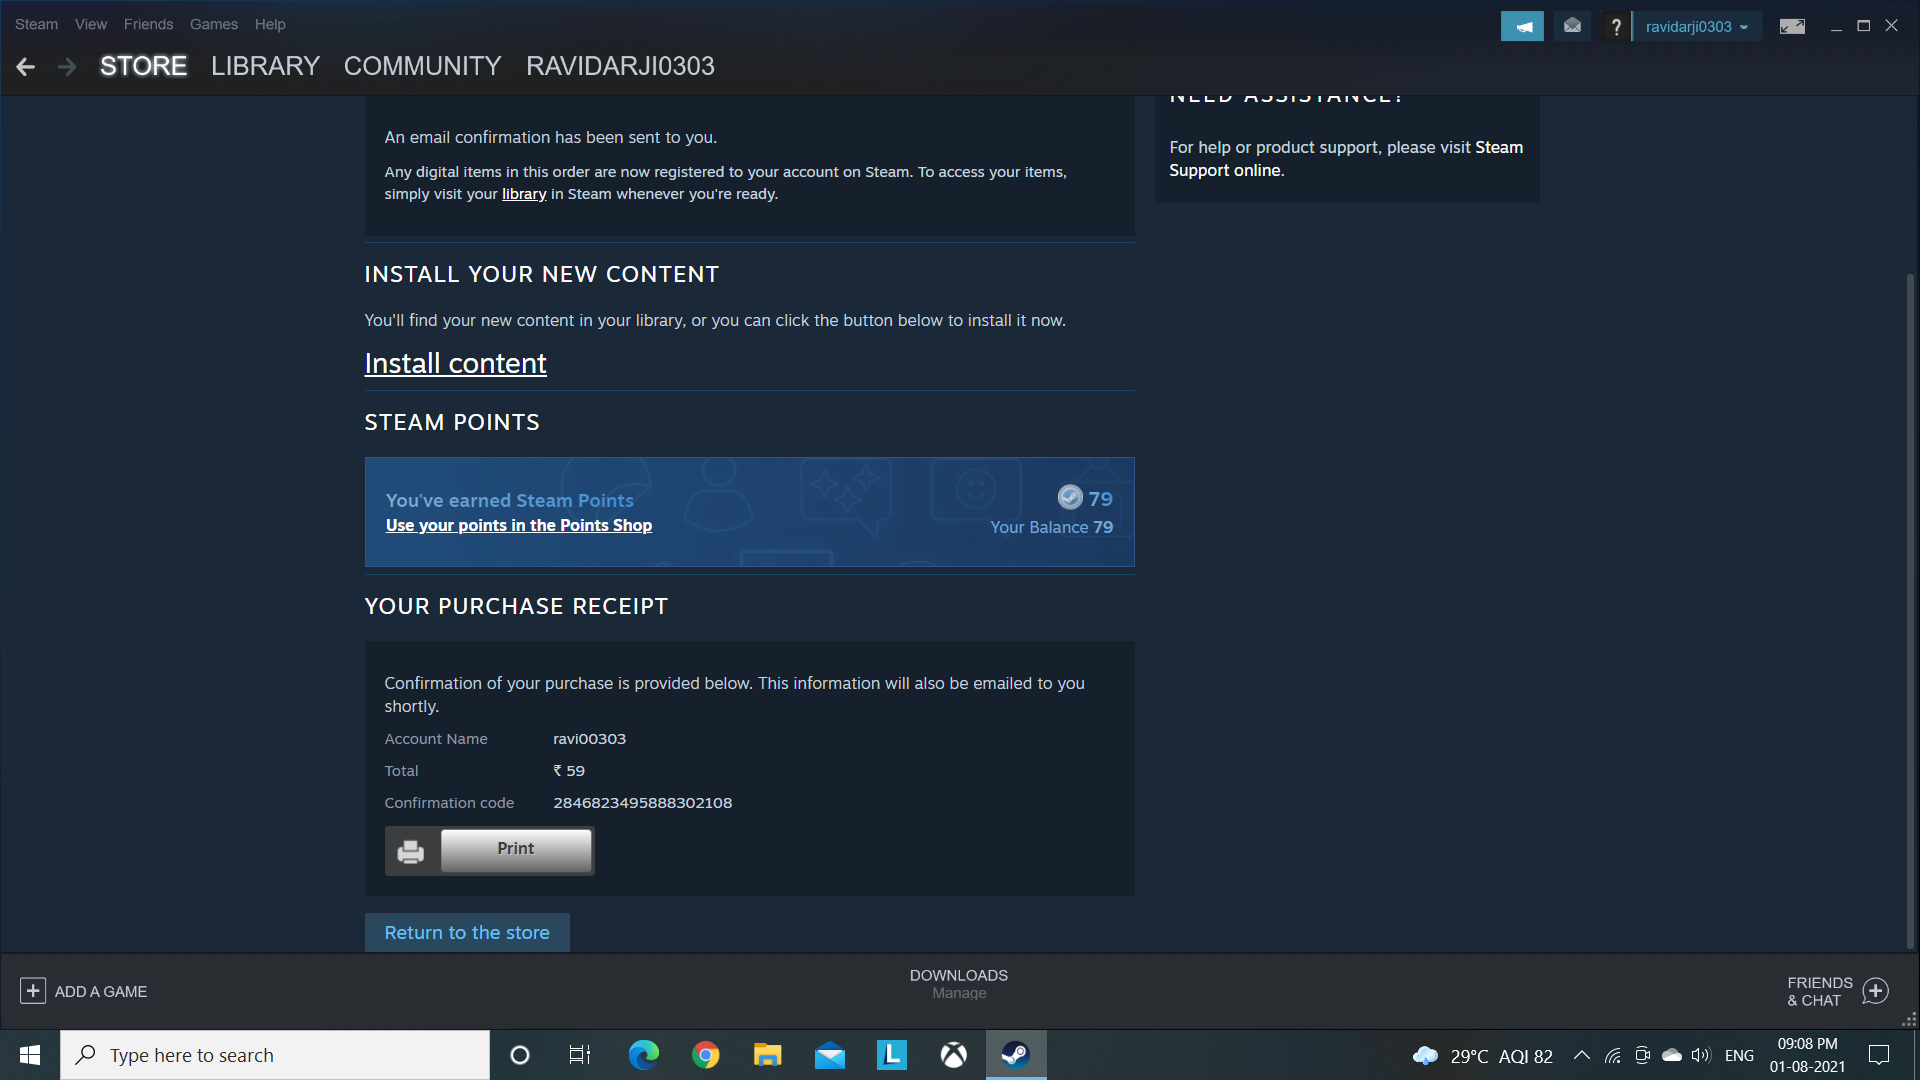 Steam View Friends Games Help
ravidarji0303
STORE LIBRARY COMMUNITY RAVIDARJI0303
NEED ASSISTANCE?
An email confirmation has been sent to you.
Any digital items in this order are now registered to your account on Steam. To access your items,
simply visit your library in Steam whenever you're ready.
For help or product support, please visit Steam
Support online.
INSTALL YOUR NEW CONTENT
You'll find your new content in your library, or you can click the button below to install it now.
Install content
STEAM POINTS
You've earned Steam Points
79
Use your points in the Points Shop
Your Balance 79
YOUR PURCHASE RECEIPT
Confirmation of your purchase is provided below. This information will also be emailed to you
shortly.
Account Name ravi00303
Total ₹ 59
Confirmation code 2846823495888302108
Print
Return to the store
ADD A GAME
DOWNLOADS
Manage
FRIENDS
& CHAT
Type here to search
L
29°C AQI 82
ENG
09:08 PM
01-08-2021